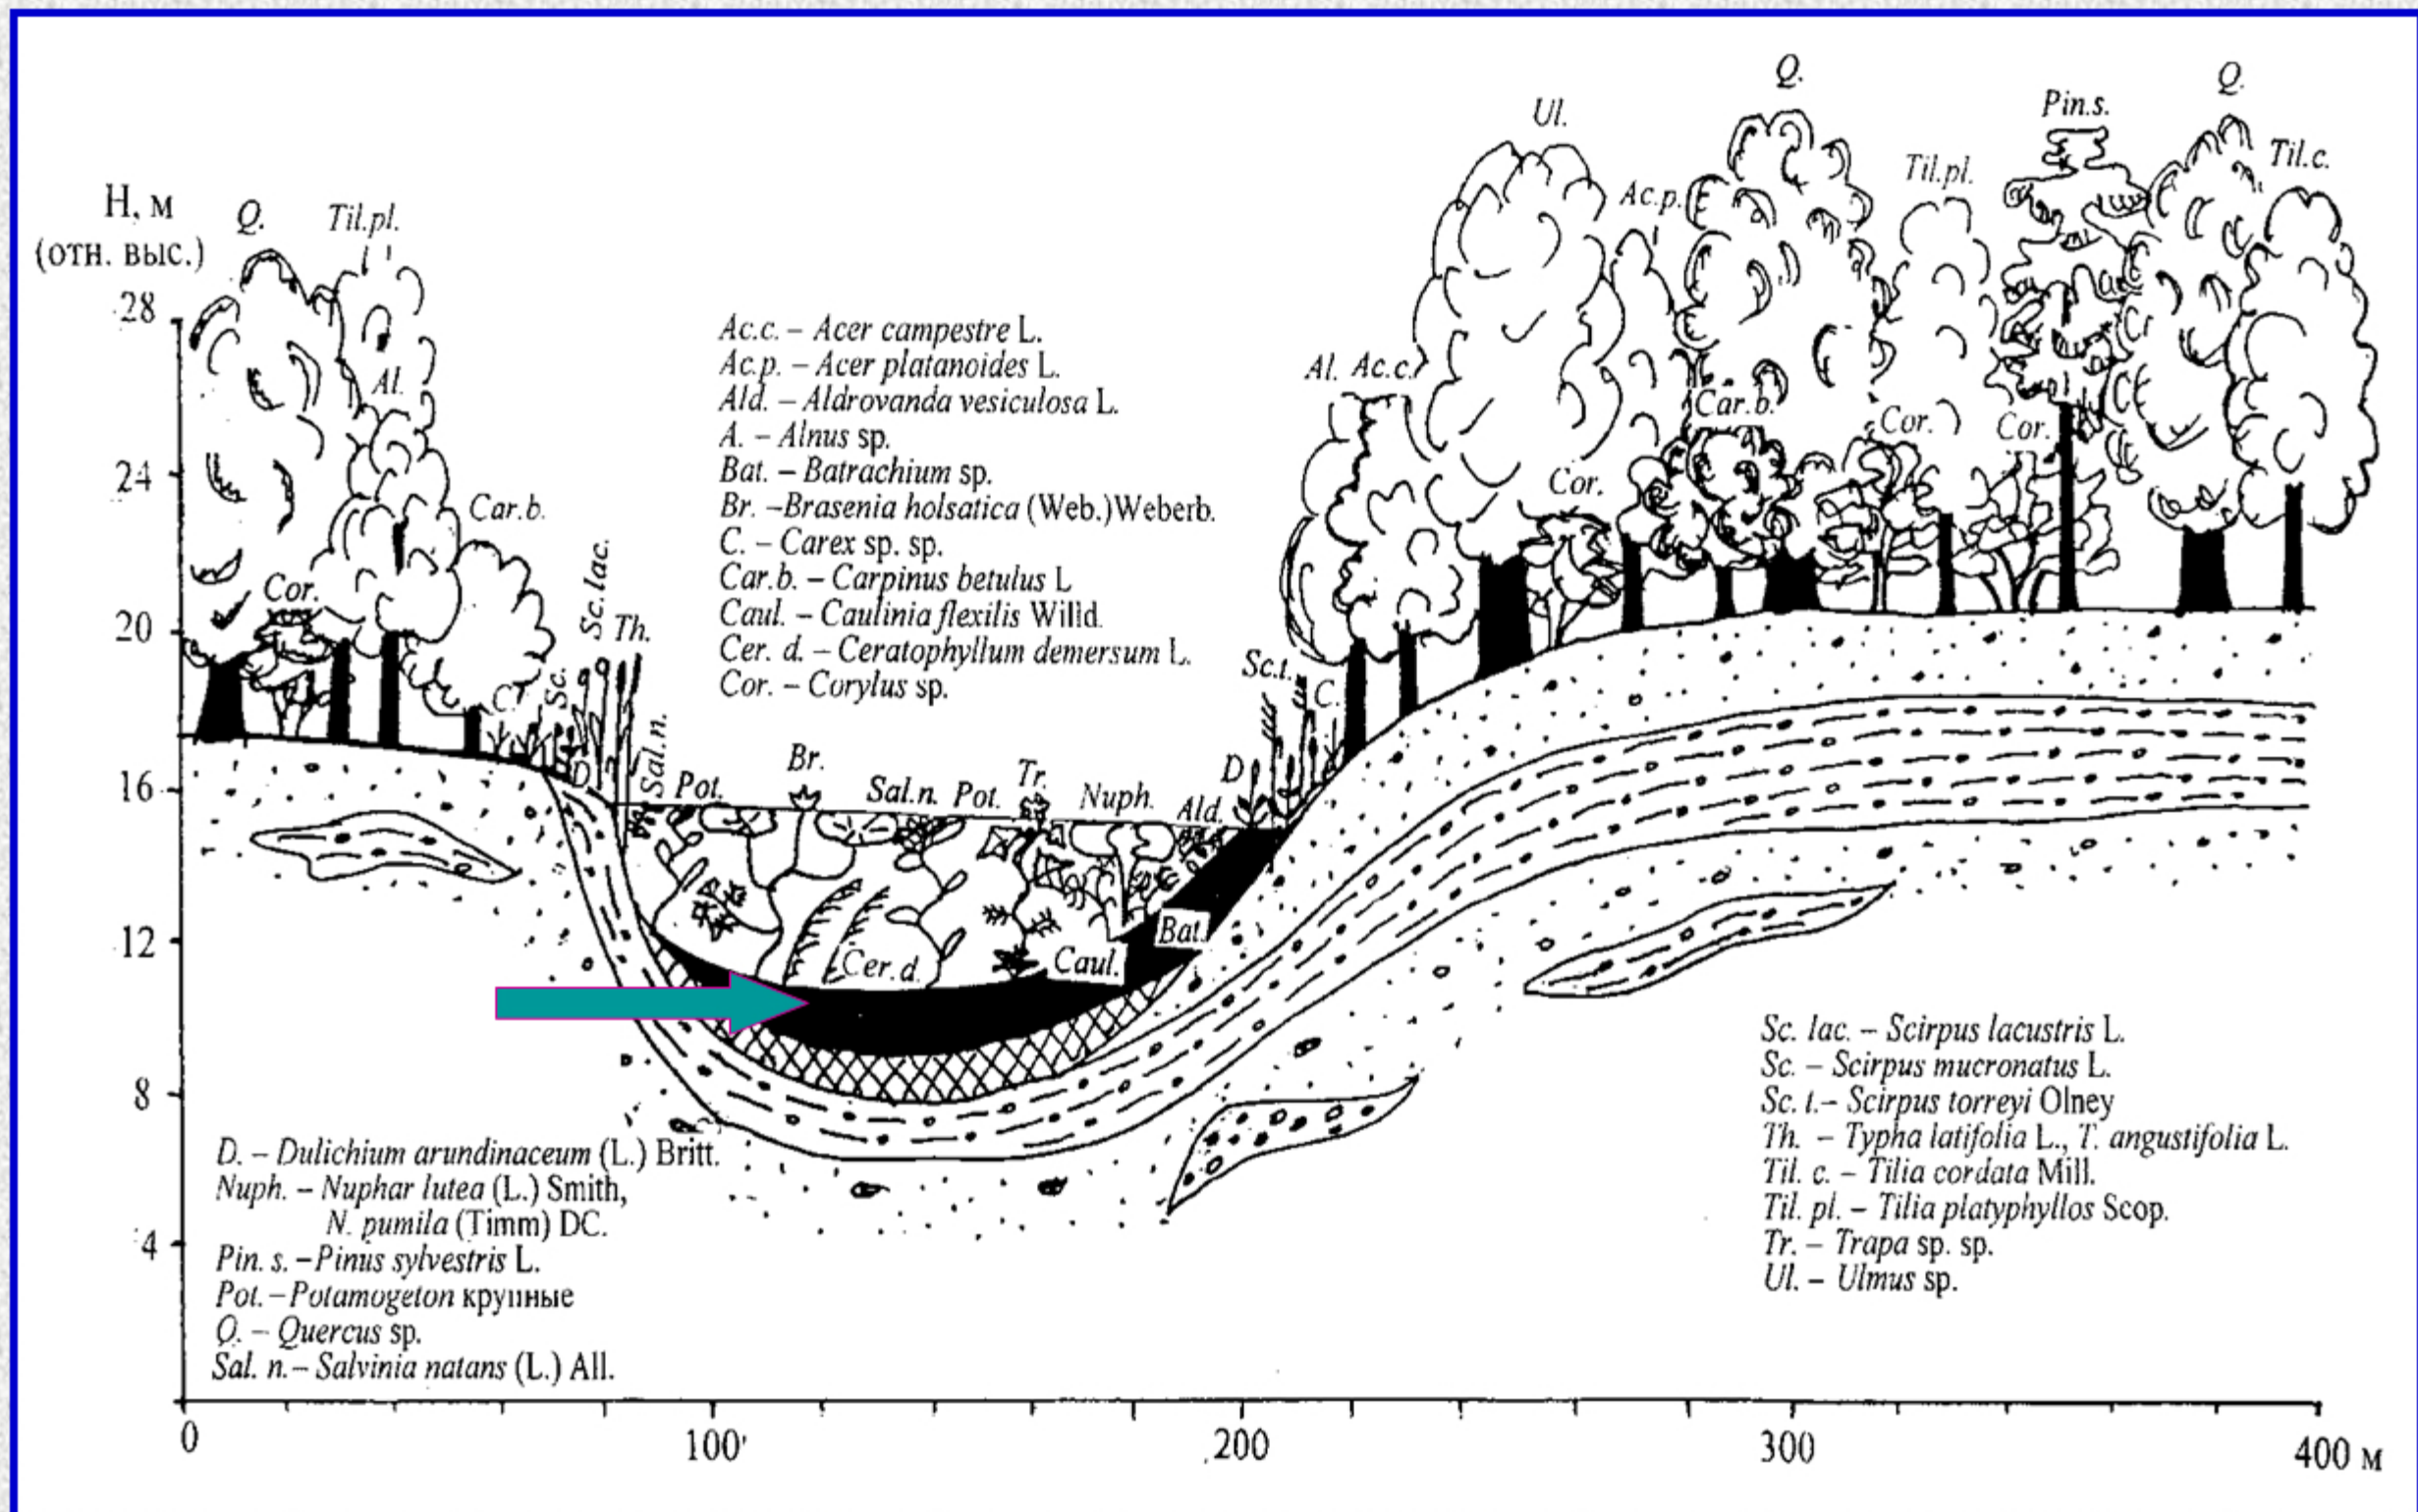 Q.
Q.
Ul.
Pin.s.
Til.c.
Til.pl.
Ac.p.
Н, м
(отн. выс.)
Q.
Til.pl.
28
Al.
Ac.c. – Acer campestre L.
Ac.p. – Acer platanoides L.
Ald. – Aldrovanda vesiculosa L.
A. – Alnus sp.
Bat. – Batrachium sp.
Br. –Brasenia holsatica (Web.)Weberb.
C. – Carex sp. sp.
Car.b. – Carpinus betulus L
Caul. – Caulinia flexilis Willd.
Cer. d. – Ceratophyllum demersum L.
Cor. – Corylus sp.
Al. Ac.c.
Car.b.
Cor.
Cor.
Cor.
24
Car.b.
Cor.
20
C
Sc.
Sc.lac.
Th.
Sc.t.
C.
16
D
Sal.n.
Pot.
Br.
Sal.n.
Pot.
Tr.
Nuph.
Ald.
D
12
Cer.d.
Caul.
Bat.
8
4
D. – Dulichium arundinaceum (L.) Britt.
Nuph. – Nuphar lutea (L.) Smith,
N. pumila (Timm) DC.
Pin. s. –Pinus sylvestris L.
Pot. –Potamogeton крупные
Q. – Quercus sp.
Sal. n.– Salvinia natans (L.) All.
Sc. lac. – Scirpus lacustris L.
Sc. – Scirpus mucronatus L.
Sc. t.– Scirpus torreyi Olney
Th. – Typha latifolia L., T. angustifolia L.
Til. c. – Tilia cordata Mill.
Til. pl. – Tilia platyphyllos Scop.
Tr. – Trapa sp. sp.
Ul. – Ulmus sp.
0 100 200 300 400 м